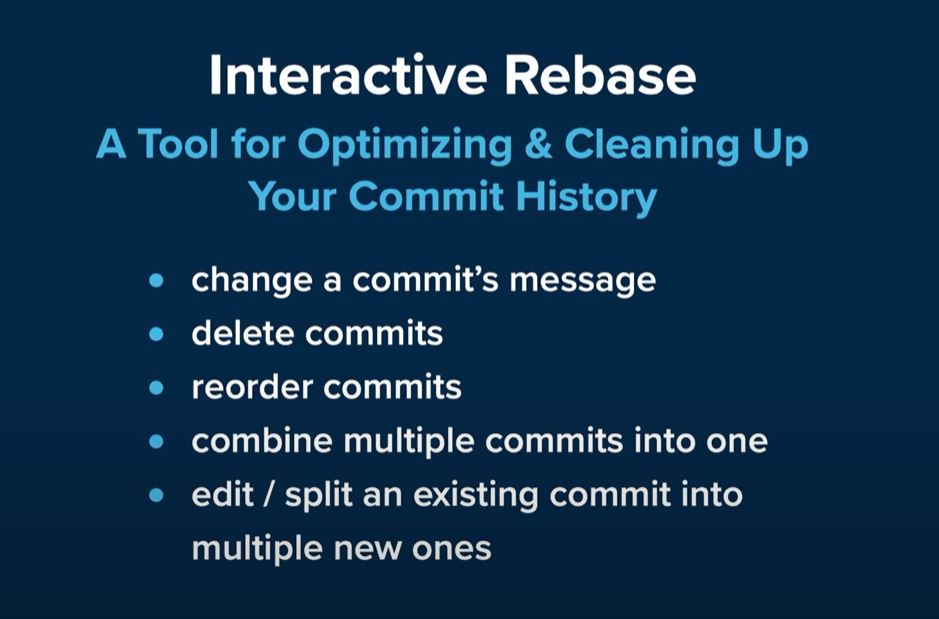 Interactive Rebase
A Tool for Optimizing & Cleaning Up
Your Commit History
• change a commit’s message
• delete commits
• reorder commits
• combine multiple commits into one
• edit / split an existing commit into
multiple new ones